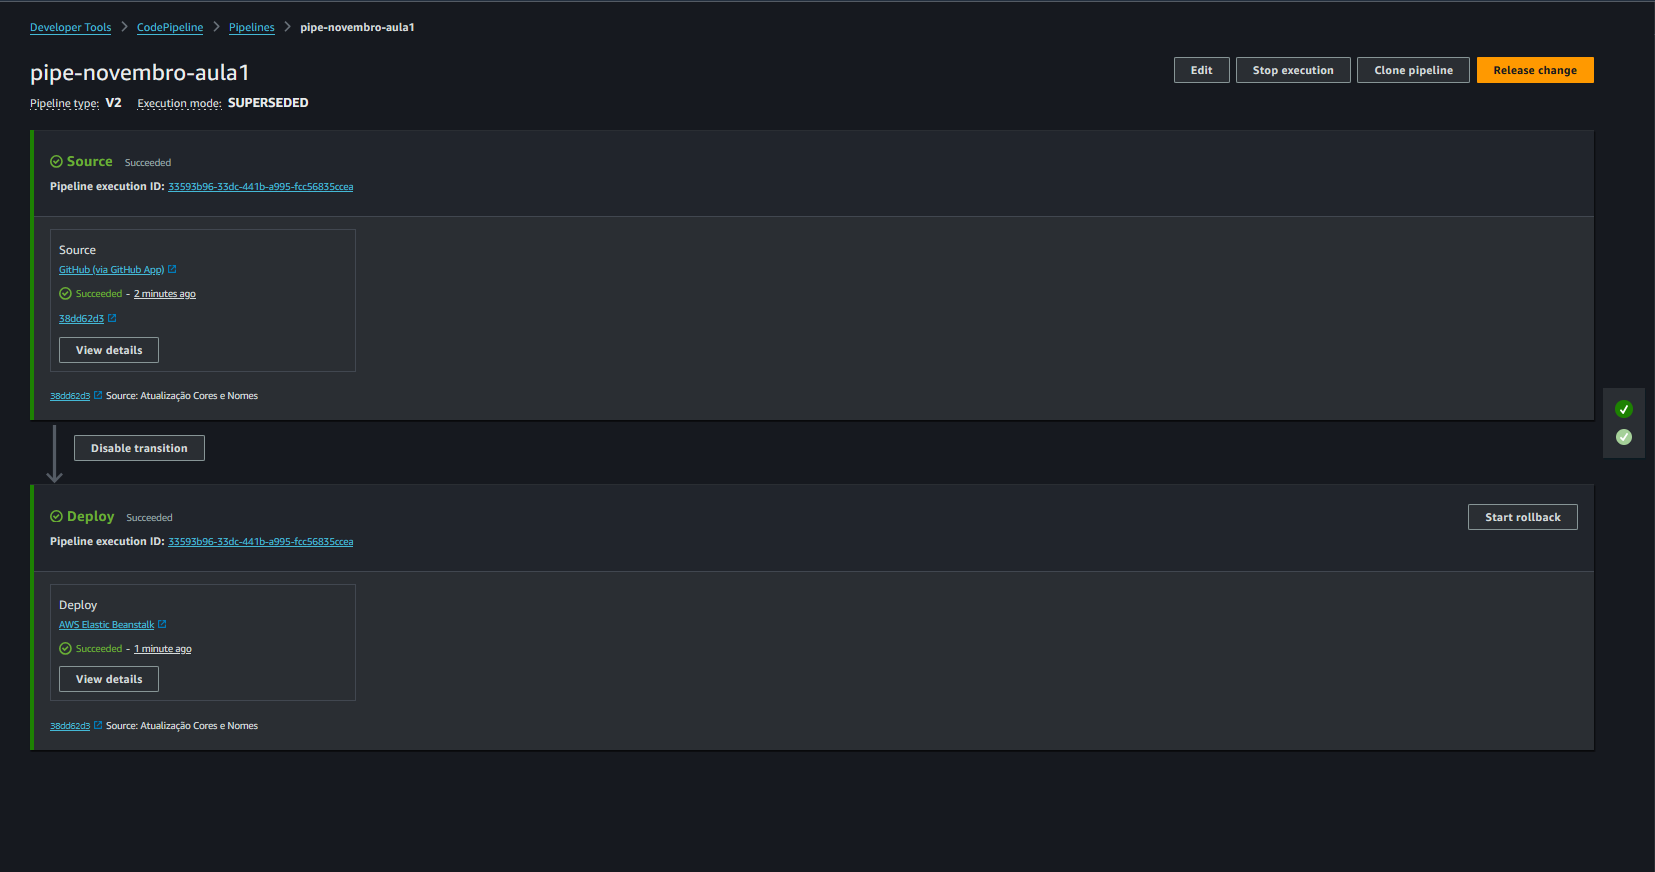 Developer Tools > CodePipeline > Pipelines > pipe-novembro-aula1
pipe-novembro-aula1
Edit
Stop execution
Clone pipeline
Release change
Pipeline type: V2 Execution mode: SUPERSEDED
Source Succeeded
Pipeline execution ID: 33593b96-33dc-441b-a995-fcc56835ccea
Source
GitHub (via GitHub App)
Succeeded - 2 minutes ago
38dd62d3
View details
38dd62d3 Source: Atualização Cores e Nomes
Disable transition
Deploy Succeeded
Start rollback
Pipeline execution ID: 33593b96-33dc-441b-a995-fcc56835ccea
Deploy
AWS Elastic Beanstalk
Succeeded - 1 minute ago
View details
38dd62d3 Source: Atualização Cores e Nomes